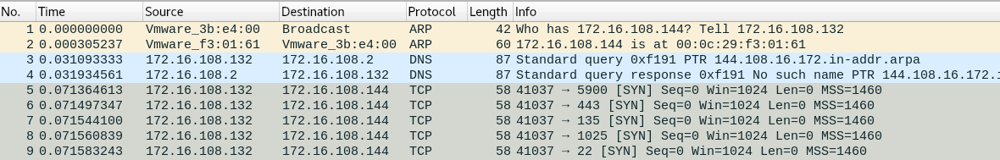 No. Time Source Destination Protocol Length Info
1 0.000000000 Vmware_3b:e4:00 Broadcast ARP 42 Who has 172.16.108.144? Tell 172.16.108.132
2 0.000305237 Vmware_f3:01:61 Vmware_3b:e4:00 ARP 60 172.16.108.144 is at 00:0c:29:f3:01:61
3 0.031093333 172.16.108.132 172.16.108.2 DNS 87 Standard query 0xf191 PTR 144.108.16.172.in-addr.arpa
4 0.031934561 172.16.108.2 172.16.108.132 DNS 87 Standard query response 0xf191 No such name PTR 144.108.16.172.i
5 0.071364613 172.16.108.132 172.16.108.144 TCP 58 41037 → 5900 [SYN] Seq=0 Win=1024 Len=0 MSS=1460
6 0.071497347 172.16.108.132 172.16.108.144 TCP 58 41037 → 443 [SYN] Seq=0 Win=1024 Len=0 MSS=1460
7 0.071544100 172.16.108.132 172.16.108.144 TCP 58 41037 → 135 [SYN] Seq=0 Win=1024 Len=0 MSS=1460
8 0.071560839 172.16.108.132 172.16.108.144 TCP 58 41037 → 1025 [SYN] Seq=0 Win=1024 Len=0 MSS=1460
9 0.071583243 172.16.108.132 172.16.108.144 TCP 58 41037 → 22 [SYN] Seq=0 Win=1024 Len=0 MSS=1460